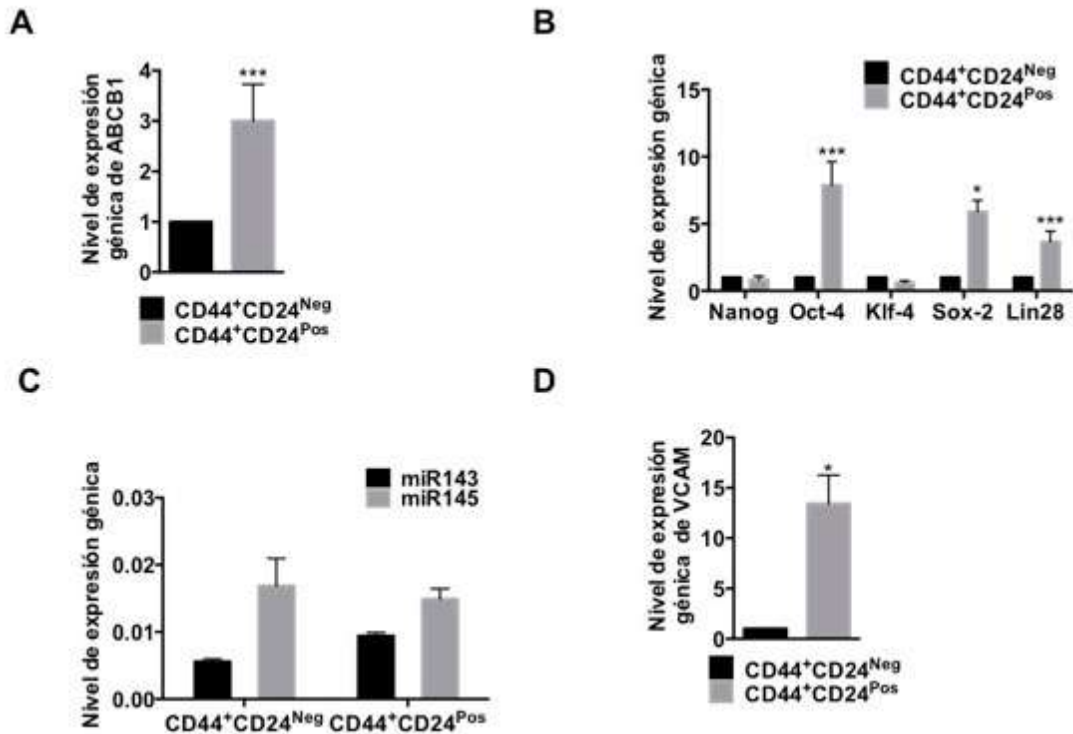 A
Nivel de expresión
génica de ABCB1
4
3
2
1
0
***
CD44+CD24Neg
CD44+CD24Pos
B
Nivel de expresión génica
15
10
5
0
CD44+CD24Neg
CD44+CD24Pos
***
*
***
Nanog Oct-4 Klf-4 Sox-2 Lin28
C
Nivel de expresión génica
0.03
0.02
0.01
0.00
miR143
miR145
CD44+CD24Neg CD44+CD24Pos
D
Nivel de expresión
génica de VCAM
20
15
10
5
0
*
CD44+CD24Neg
CD44+CD24Pos